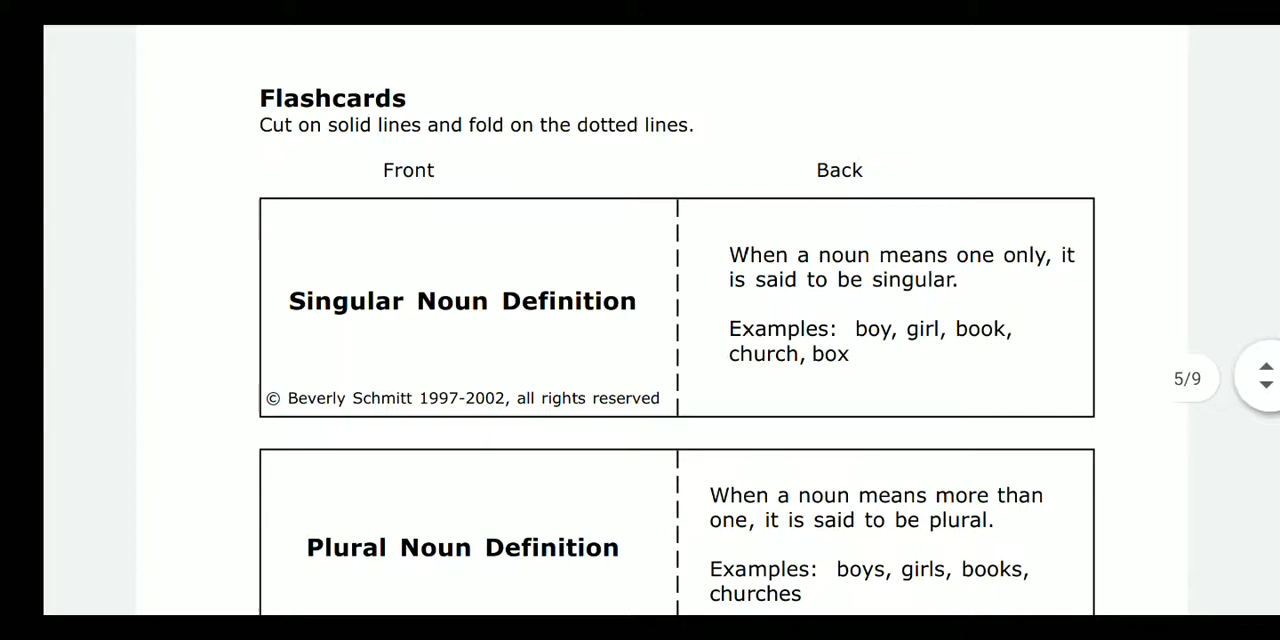 Flashcards
Cut on solid lines and fold on the dotted lines.
Front Back
Singular Noun Definition
© Beverly Schmitt 1997-2002, all rights reserved
When a noun means one only, it
is said to be singular.
Examples: boy, girl, book,
church, box
5/9
Plural Noun Definition
When a noun means more than
one, it is said to be plural.
Examples: boys, girls, books,
churches